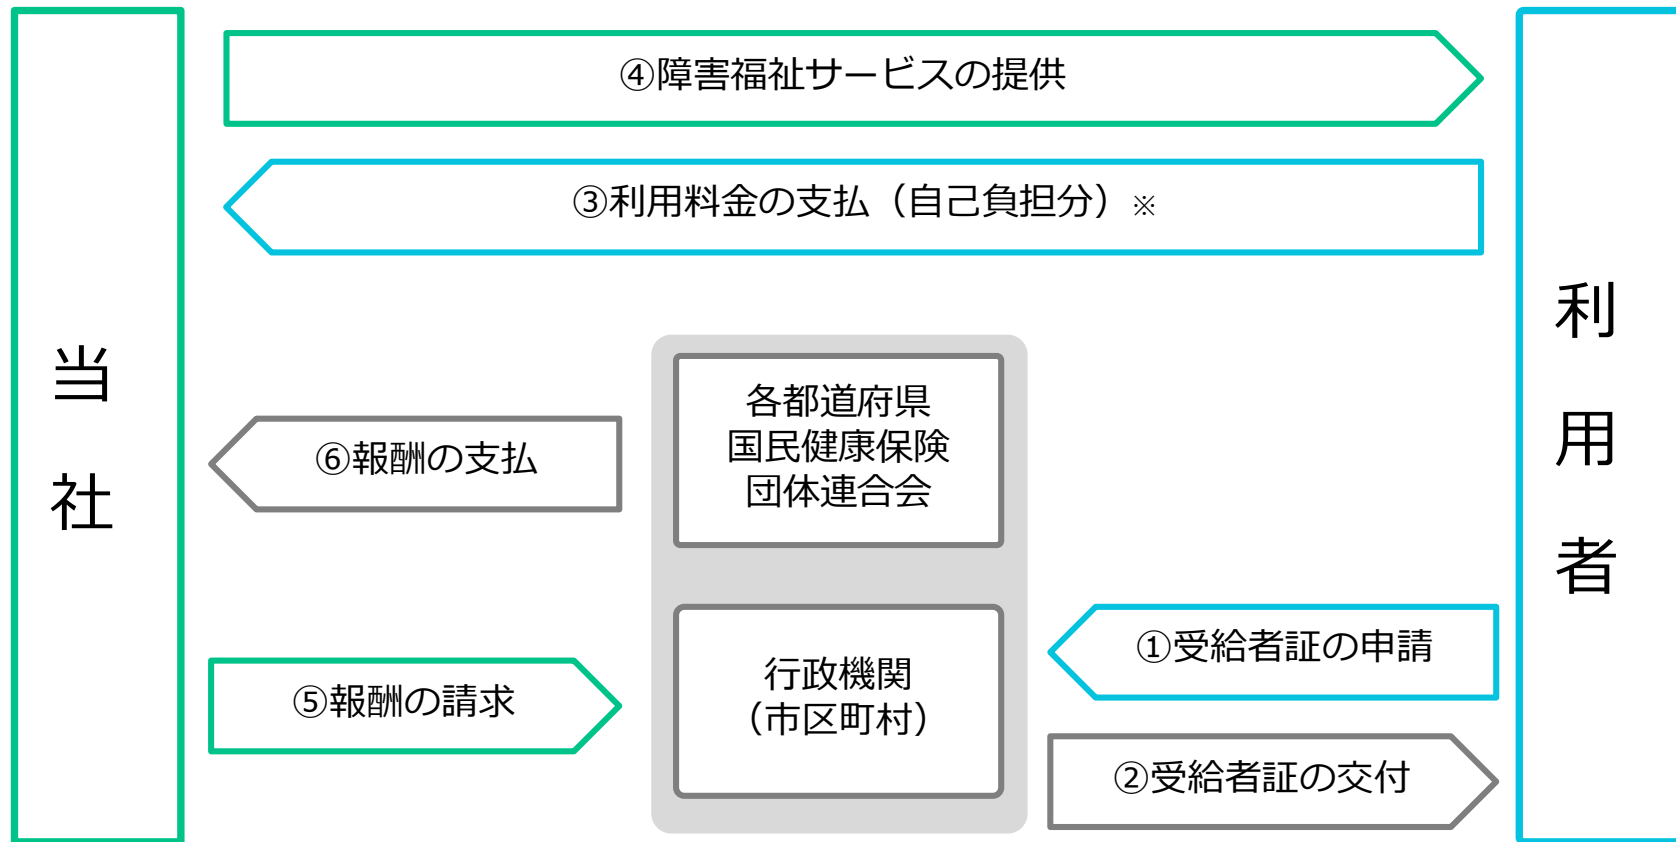 ④障害福祉サービスの提供
③利用料金の支払（自己負担分）※
当
社
利
用
者
各都道府県
国民健康保険
団体連合会
⑥報酬の支払
①受給者証の申請
行政機関
（市区町村）
⑤報酬の請求
②受給者証の交付